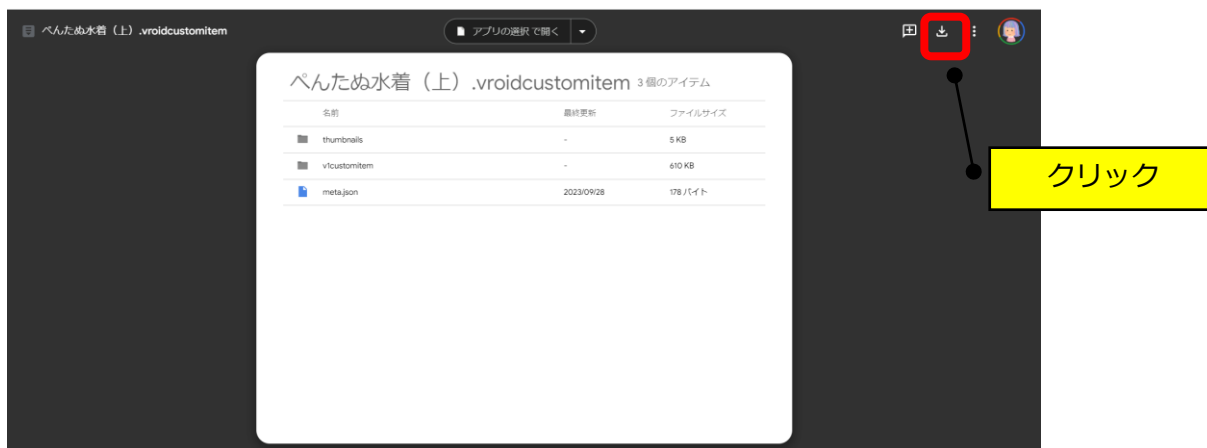 ぺんたぬ水着（上）.vroidcustomitem
アプリの選択 で開く
ぺんたぬ水着（上）.vroidcustomitem 3 個のアイテム
名前 最終更新 ファイルサイズ
thumbnails - 5 KB
v1customitem - 610 KB
meta.json 2023/09/28 178 バイト
クリック